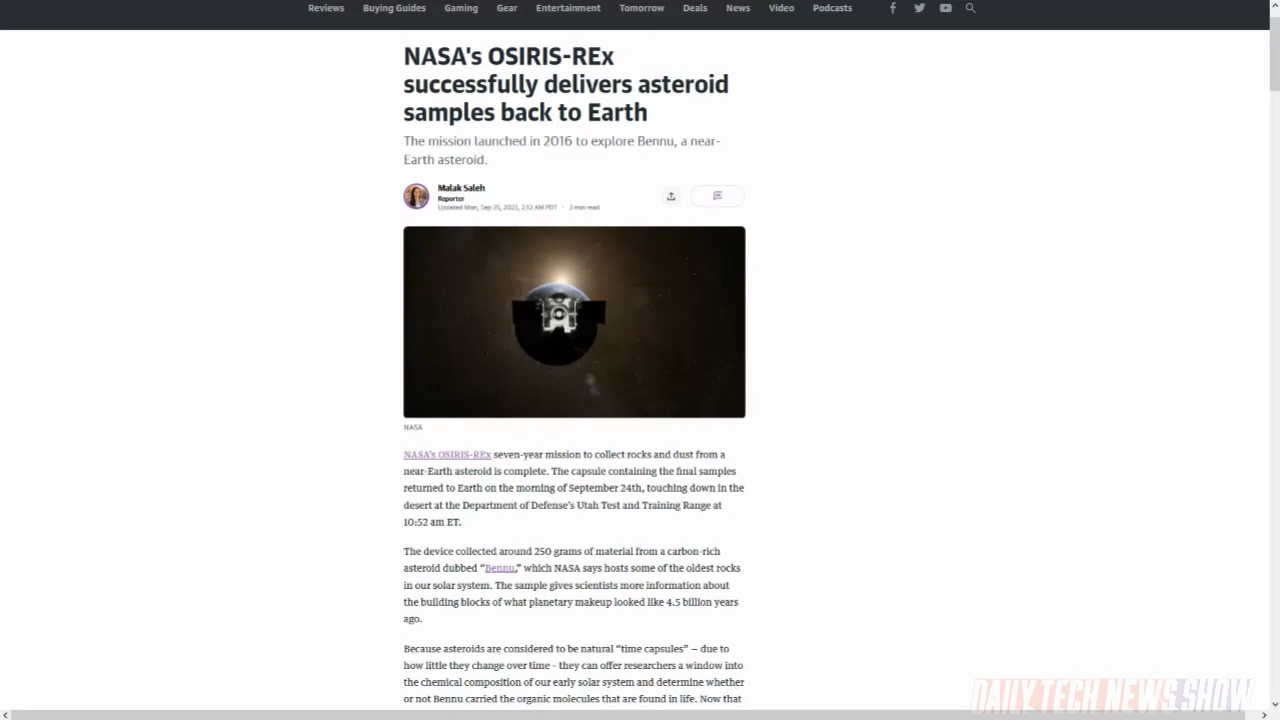 Reviews Buying Guides Gaming Gear Entertainment Tomorrow Deals News Video Podcasts
NASA's OSIRIS-REx
successfully delivers asteroid
samples back to Earth
The mission launched in 2016 to explore Bennu, a near-
Earth asteroid.
Malak Saleh
Reporter
Updated Mon, Sep 25, 2023, 2:12 AM PDT · 3 min read
NASA
NASA's OSIRIS-REx seven-year mission to collect rocks and dust from a
near-Earth asteroid is complete. The capsule containing the final samples
returned to Earth on the morning of September 24th, touching down in the
desert at the Department of Defense's Utah Test and Training Range at
10:52 am ET.
The device collected around 250 grams of material from a carbon-rich
asteroid dubbed “Bennu,” which NASA says hosts some of the oldest rocks
in our solar system. The sample gives scientists more information about
the building blocks of what planetary makeup looked like 4.5 billion years
ago.
Because asteroids are considered to be natural “time capsules” – due to
how little they change over time - they can offer researchers a window into
the chemical composition of our early solar system and determine whether
or not Bennu carried the organic molecules that are found in life. Now that
DAILY TECH NEWS SHOW